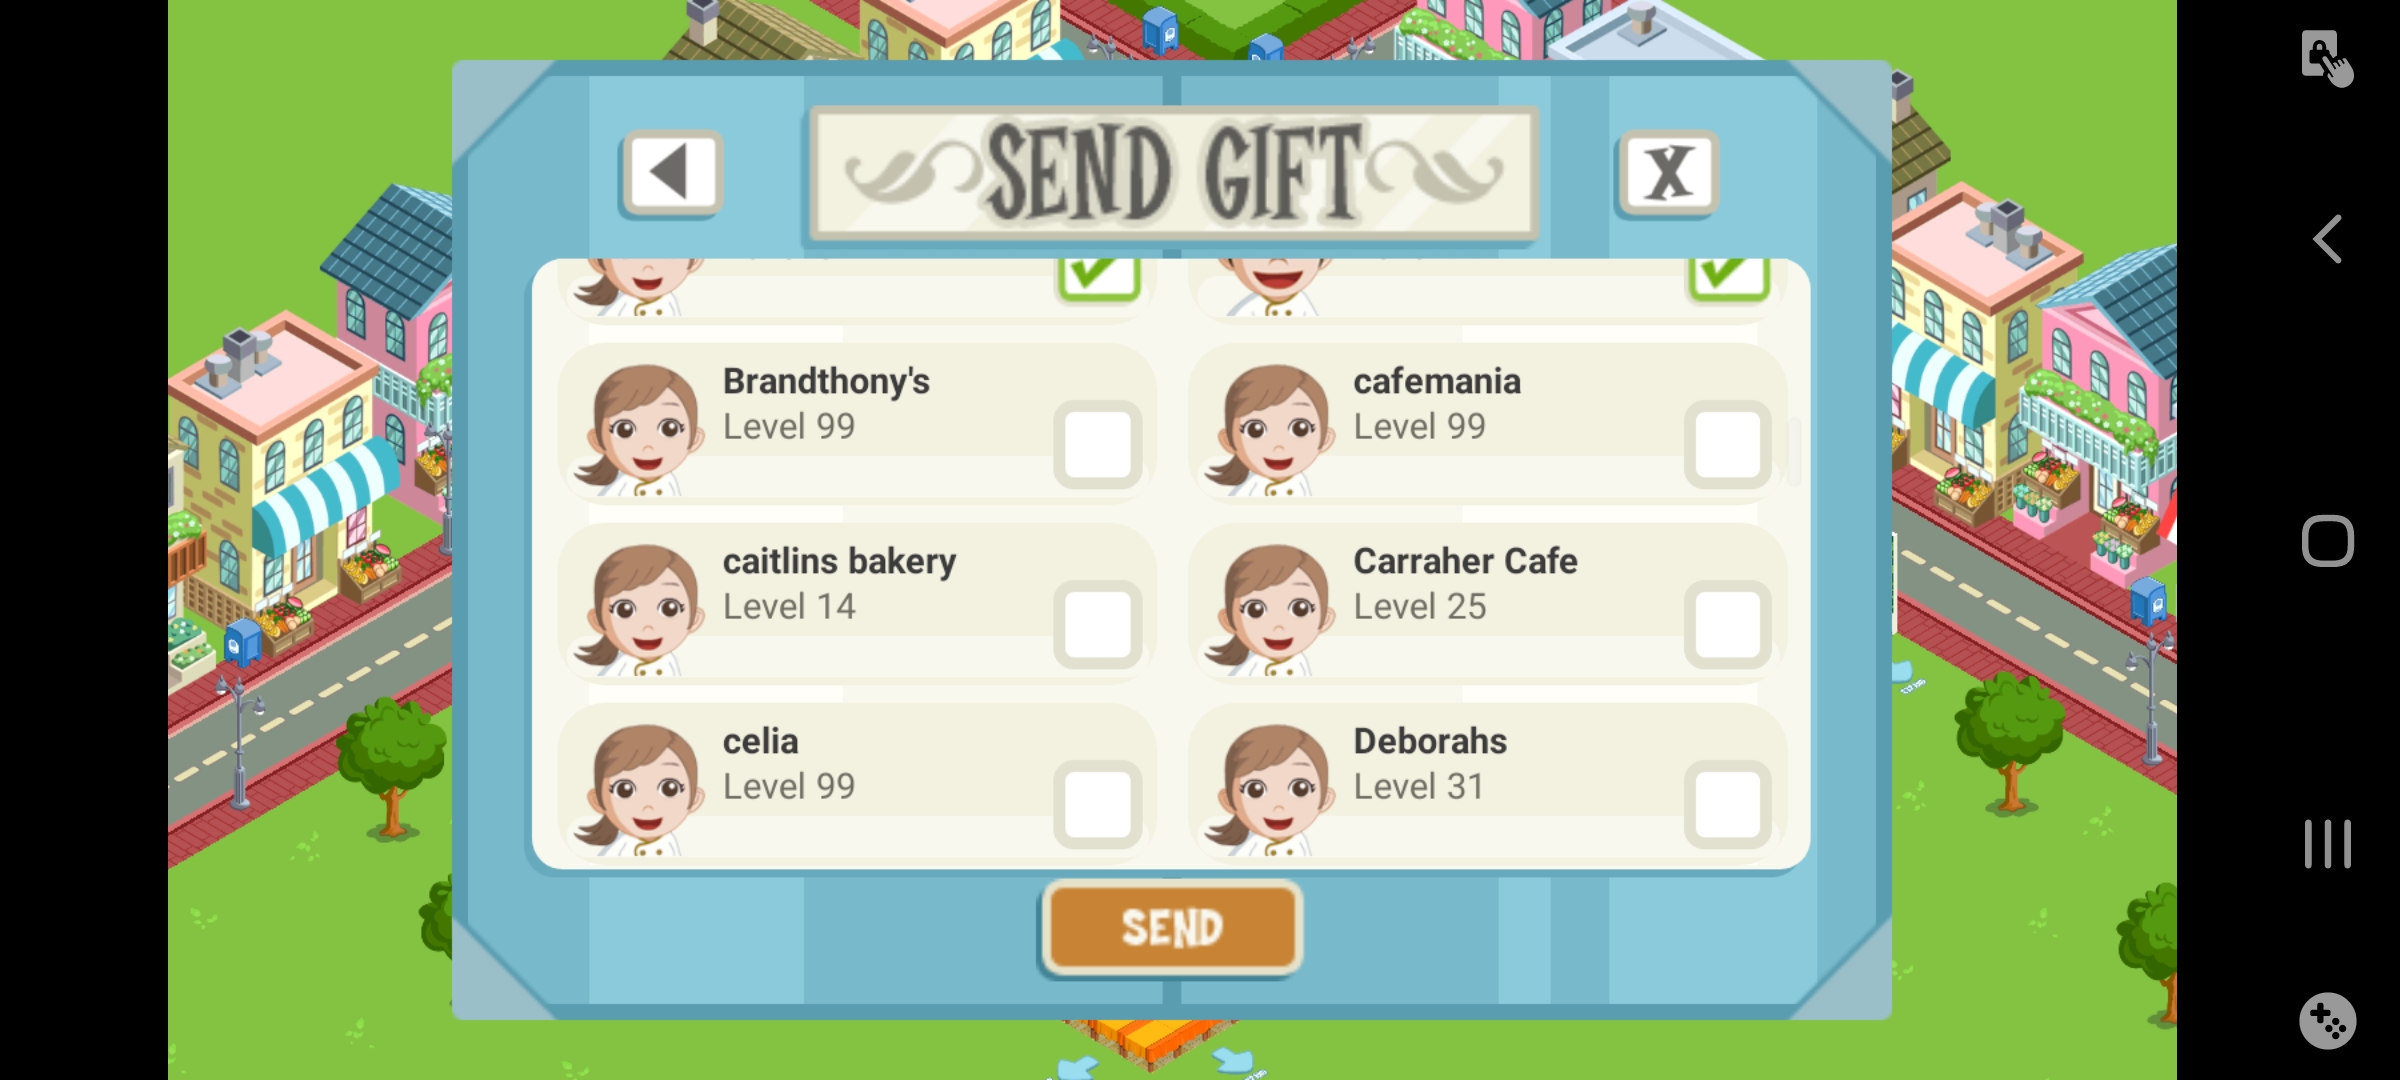 SEND GIFT
X
Brandthony's
Level 99
cafemania
Level 99
caitlins bakery
Level 14
Carraher Cafe
Level 25
celia
Level 99
Deborahs
Level 31
SEND